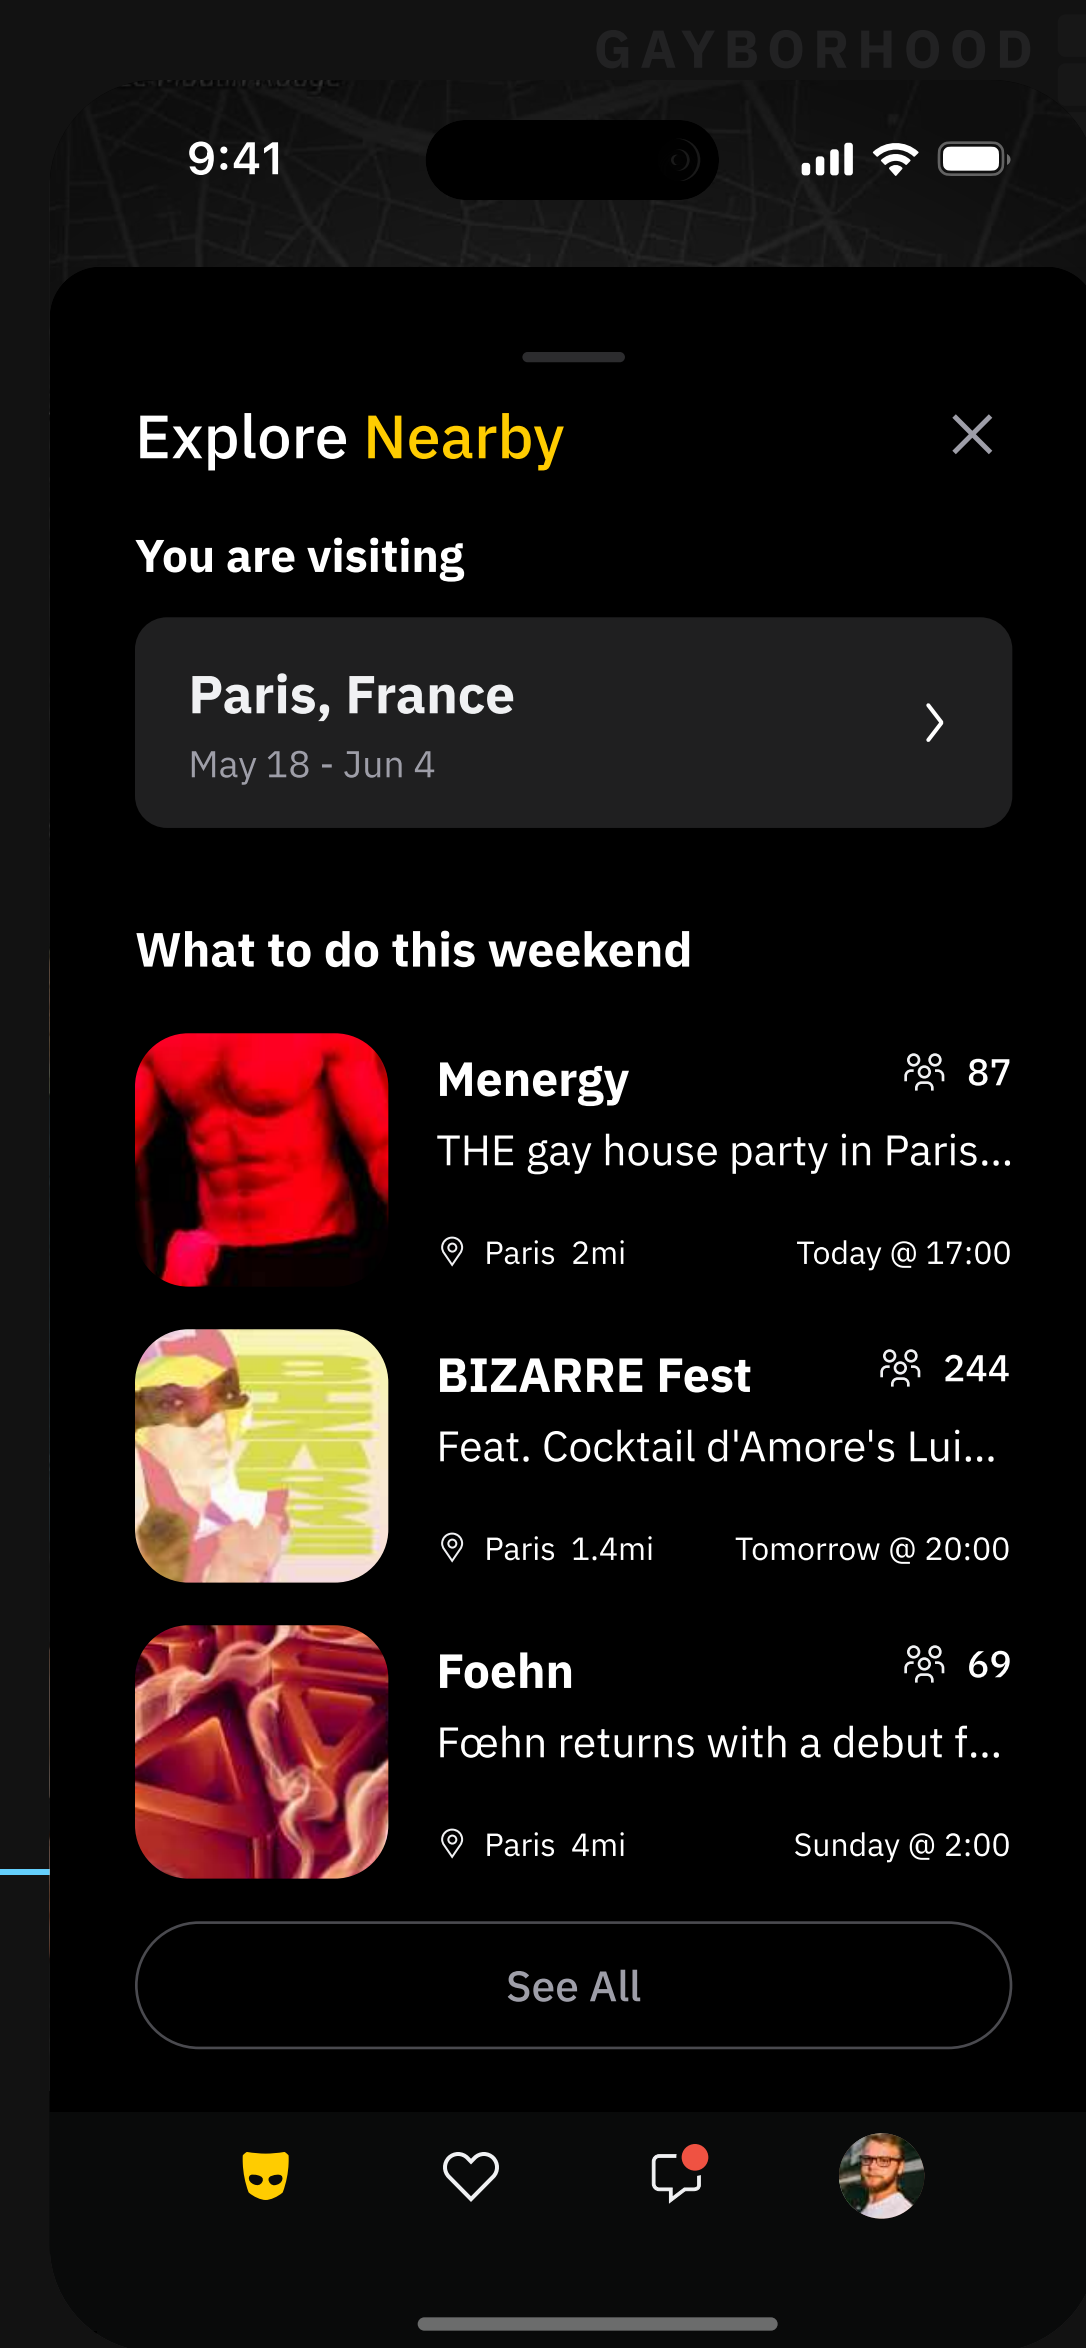 GAYBORHOOD
9:41
Explore Nearby
You are visiting
Paris, France
May 18 - Jun 4
What to do this weekend
Menergy
87
THE gay house party in Paris...
Paris 2mi
Today @ 17:00
BIZARRE Fest
244
Feat. Cocktail d'Amore's Lui...
Paris 1.4mi
Tomorrow @ 20:00
Foehn
69
Fœhn returns with a debut f...
Paris 4mi
Sunday @ 2:00
See All